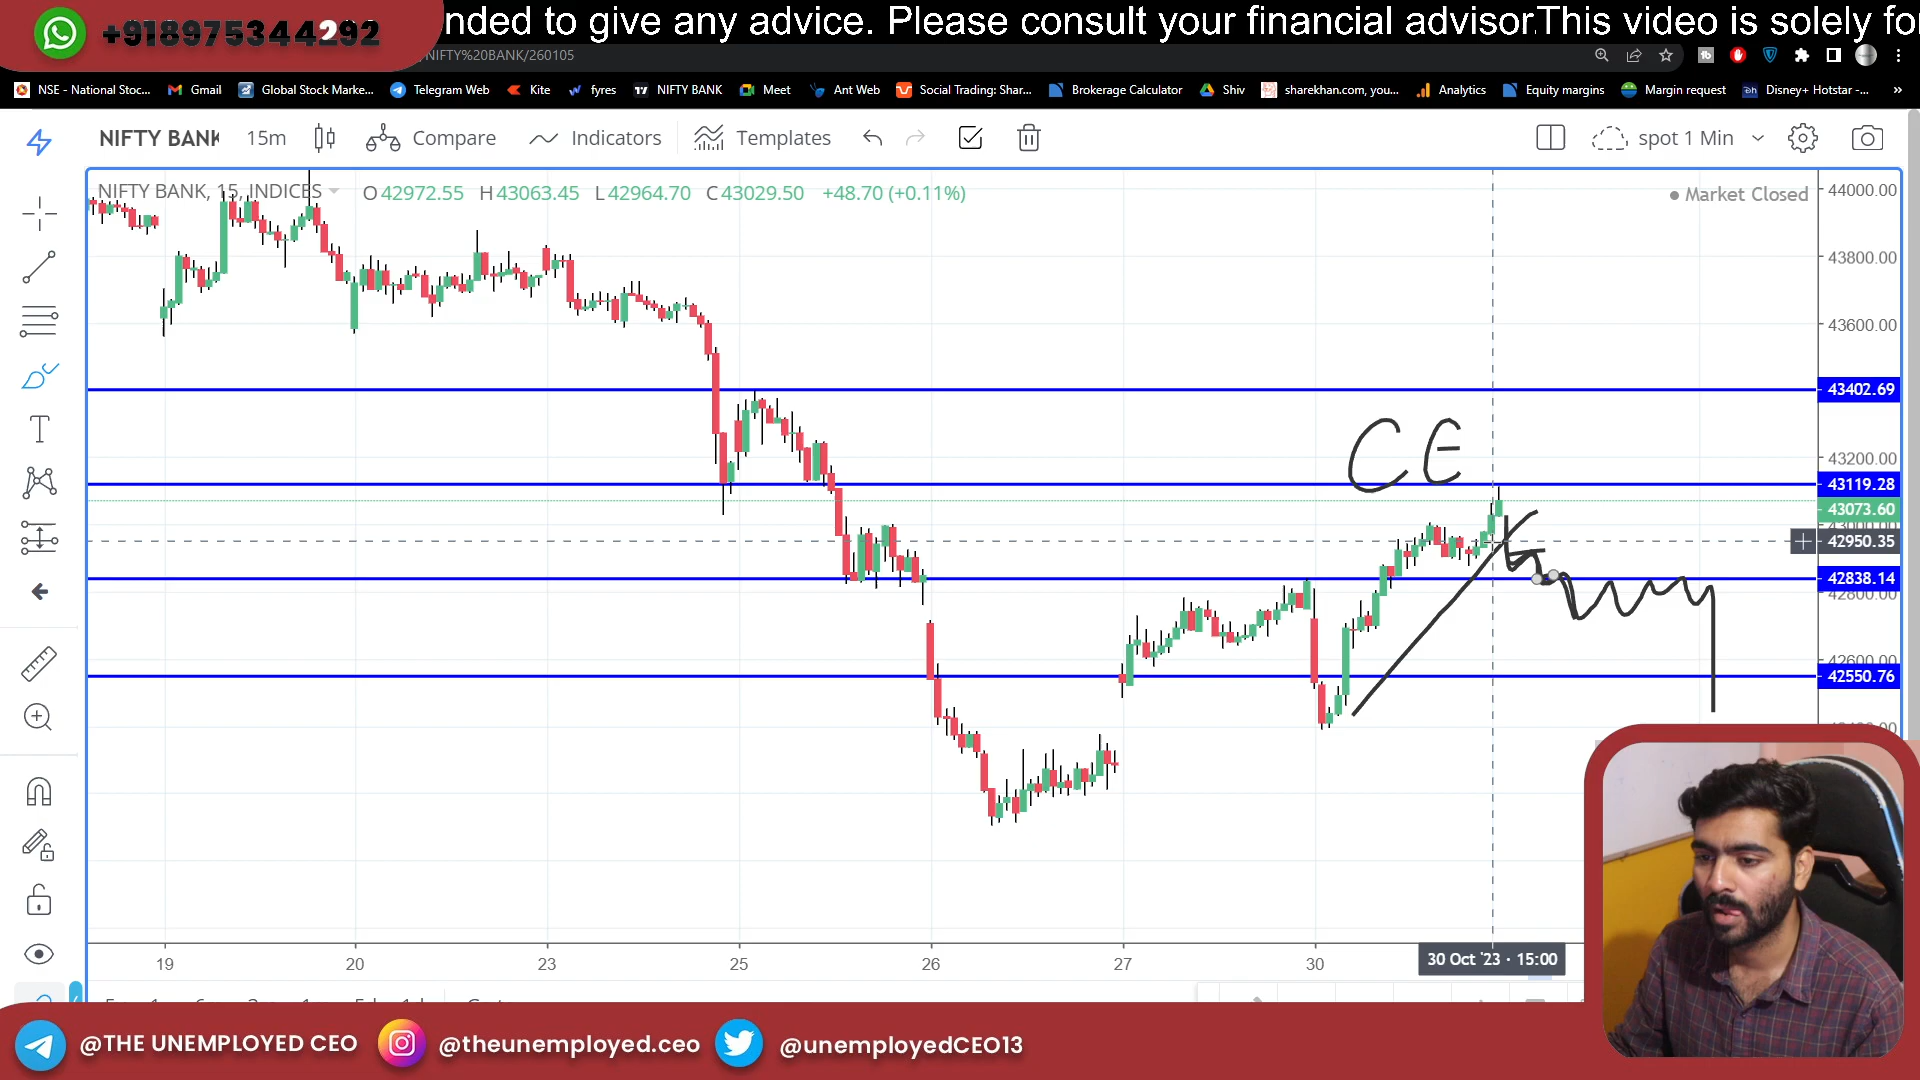 +918975344292
nded to give any advice. Please consult your financial advisor.This video is solely fo
/NIFTY%20BANK/260105
NSE - National Stoc... Gmail Global Stock Marke... Telegram Web Kite fyres NIFTY BANK Meet Ant Web Social Trading: Shar... Brokerage Calculator Shiv sharekhan.com, you... Analytics Equity margins Margin request Disney+ Hotstar -... »
NIFTY BANK 15m Compare Indicators Templates spot 1 Min
NIFTY BANK, 15, INDICES O42972.55 H43063.45 L42964.70 C43029.50 +48.70 (+0.11%)
Market Closed
44000.00
43800.00
43600.00
43402.69
CE
43200.00
43119.28
43073.60
43000.00
42950.35
42838.14
42800.00
42600.00
42550.76
19 20 23 25 26 27 30 30 Oct '23 · 15:00
@THE UNEMPLOYED CEO @theunemployed.ceo @unemployedCEO13